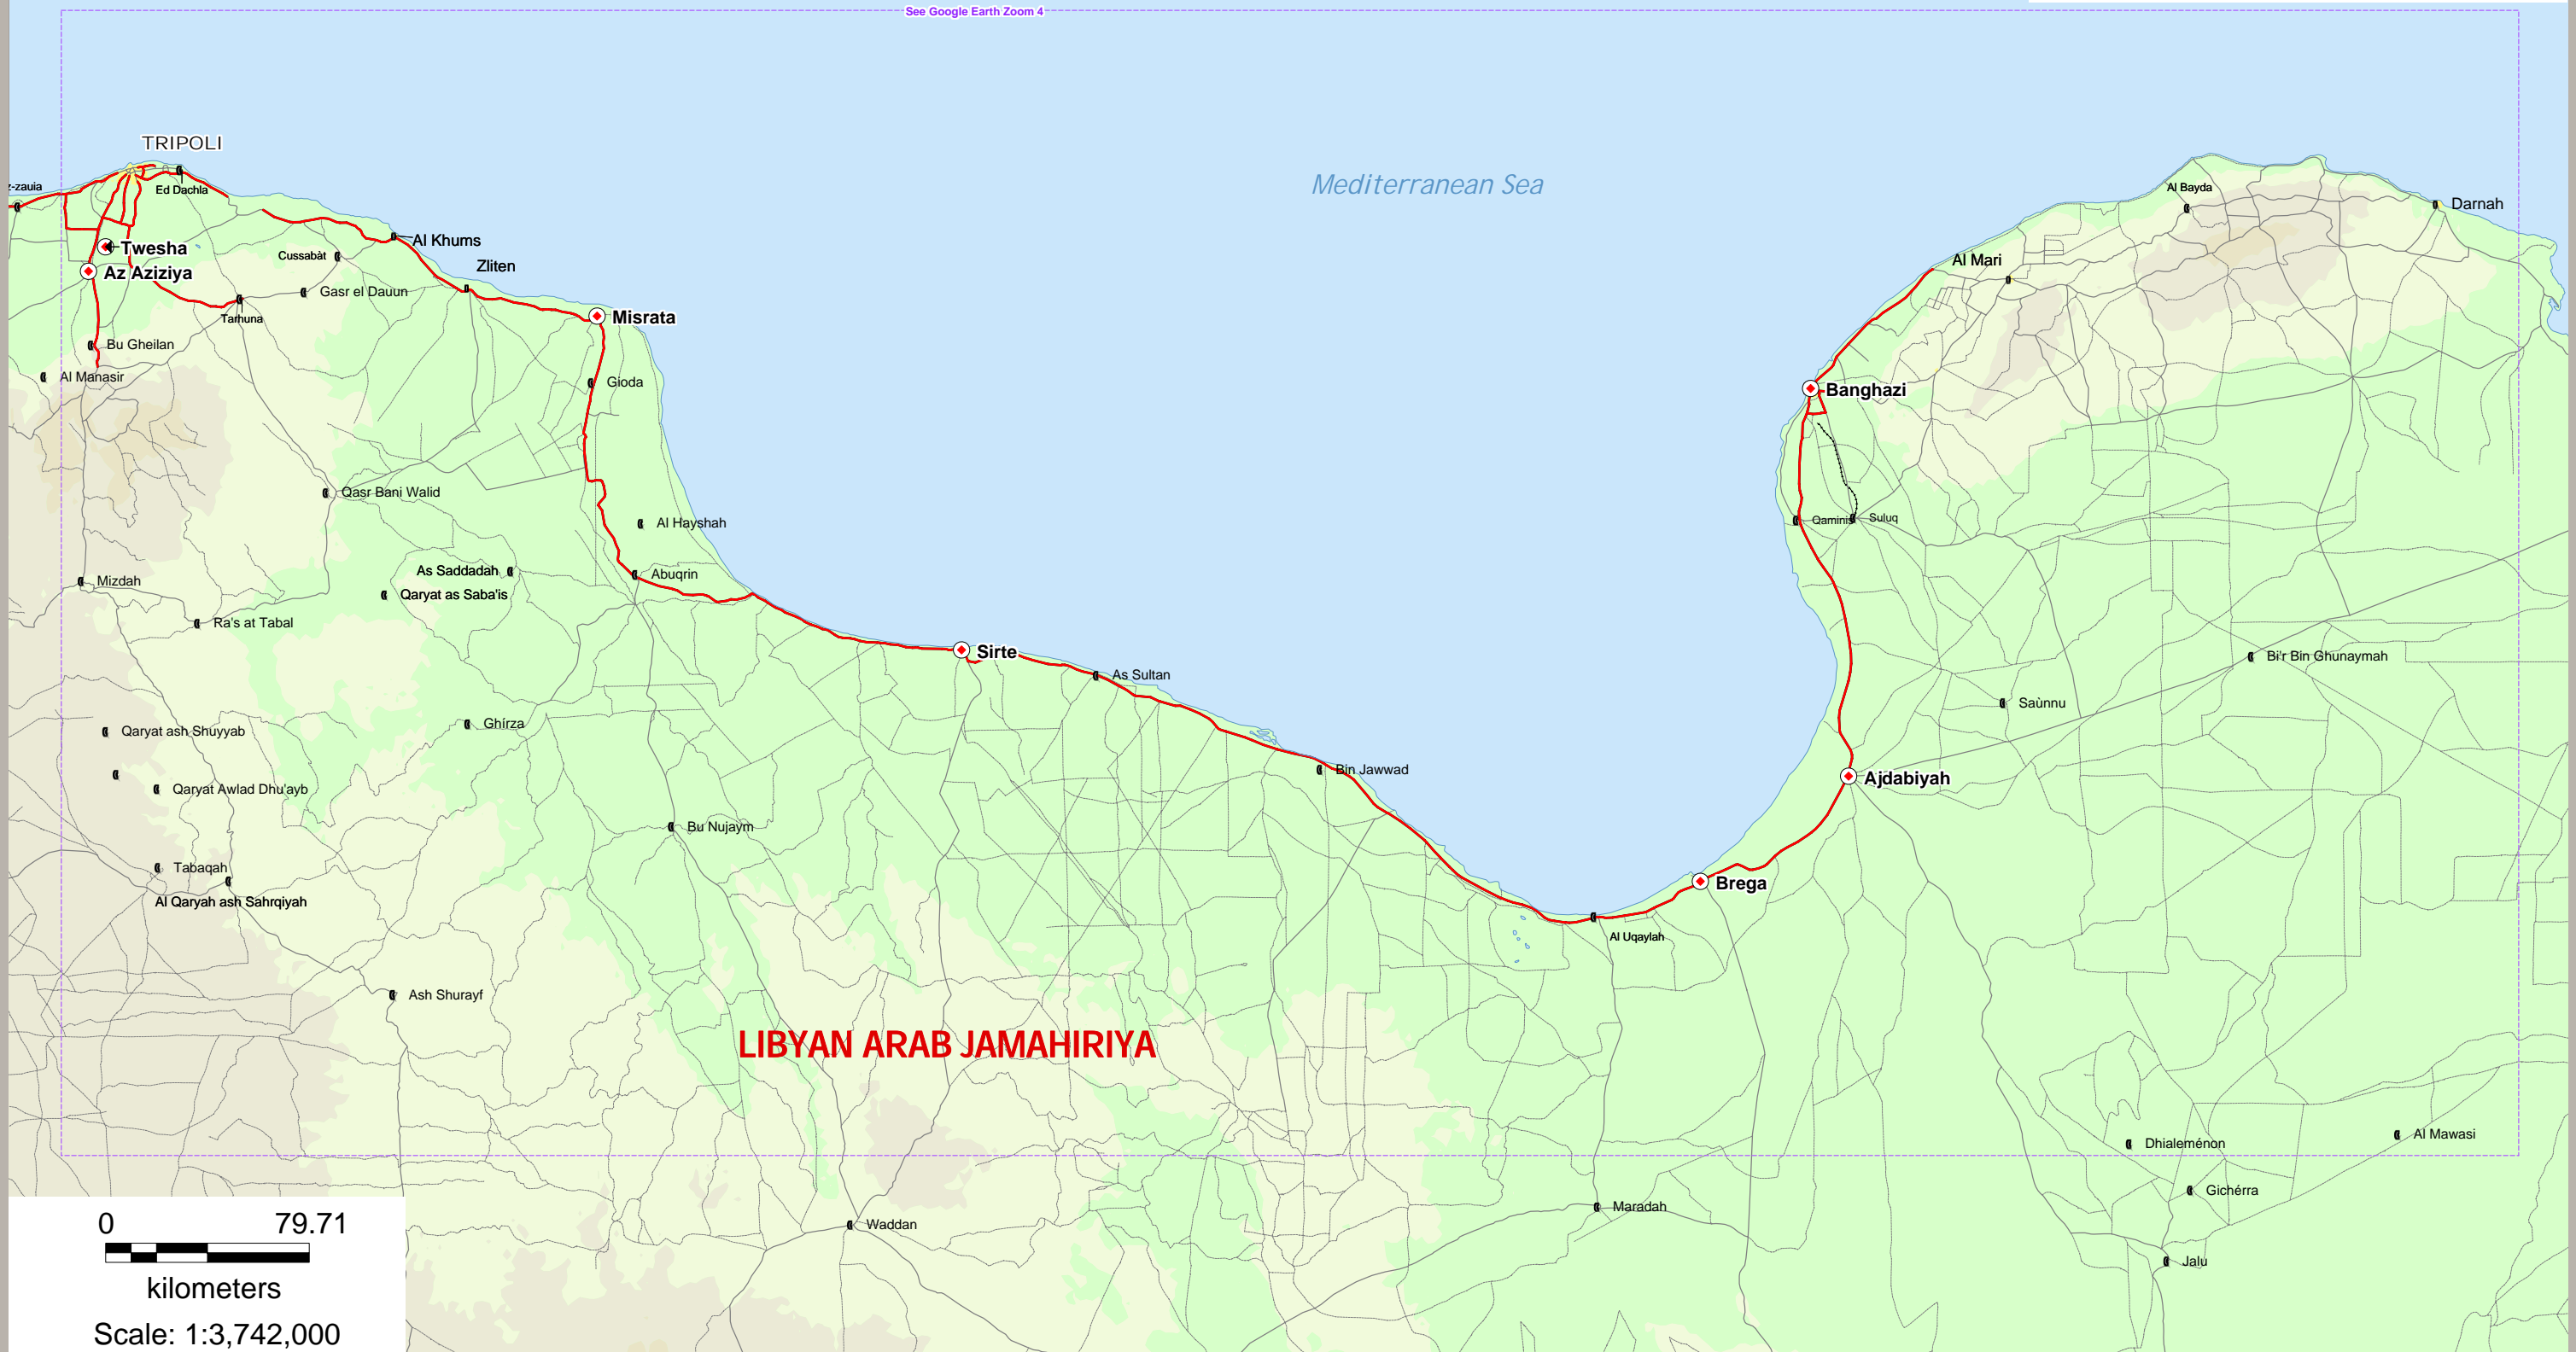 See Google Earth Zoom 4
TRIPOLI
Mediterranean Sea
z-zauia
Ed Dachla
Al Bayda
Darnah
Twesha
Al Khums
Cussabàt
Zliten
Al Mari
Az Aziziya
Gasr el Dauun
Tarhuna
Misrata
Bu Gheilan
Al Manasir
Gioda
Banghazi
Qasr Bani Walid
Al Hayshah
Qaminis
Suluq
As Saddadah
Abuqrin
Mizdah
Qaryat as Saba'is
Ra's at Tabal
Sirte
Bi'r Bin Ghunaymah
As Sultan
Saùnnu
Ghírza
Qaryat ash Shuyyab
Bin Jawwad
Ajdabiyah
Qaryat Awlad Dhu'ayb
Bu Nujaym
Tabaqah
Brega
Al Qaryah ash Sahrqiyah
Al Uqaylah
Ash Shurayf
LIBYAN ARAB JAMAHIRIYA
Al Mawasi
Dhialeménon
Gichérra
Maradah
Waddan
Jalu
0 79.71
kilometers
Scale: 1:3,742,000